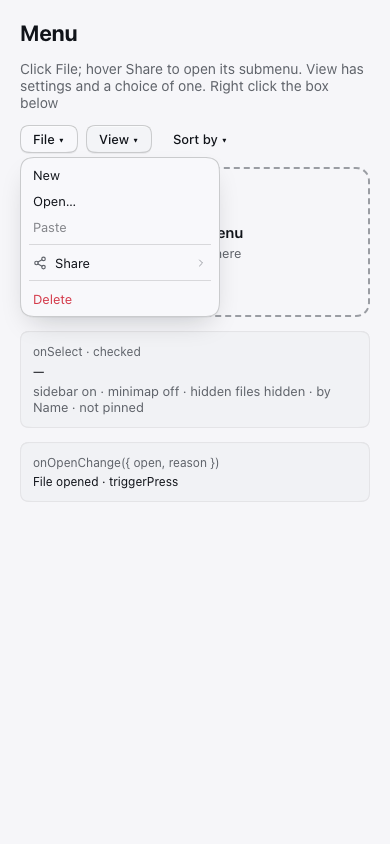 Menu
Click File; hover Share to open its submenu. View has
settings and a choice of one. Right click the box
below
File ▾ View ▾ Sort by ▾
New
Open…
Paste
Share
Delete
onSelect · checked
—
sidebar on · minimap off · hidden files hidden · by
Name · not pinned
onOpenChange({ open, reason })
File opened · triggerPress